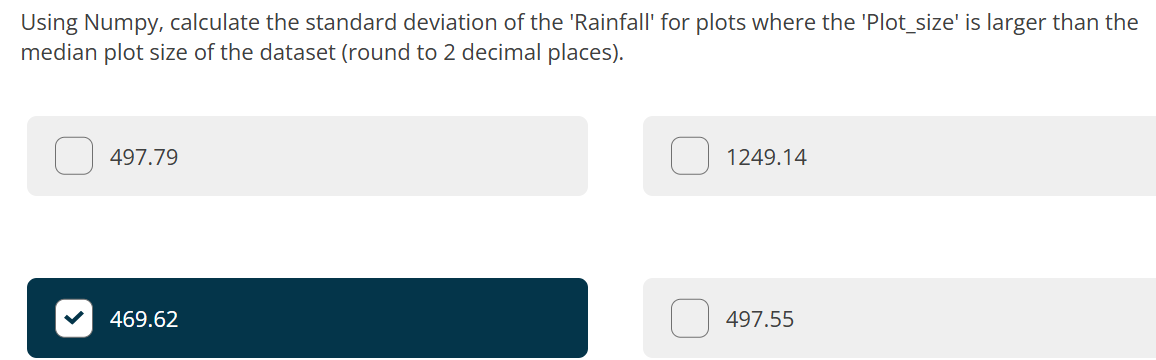 Using Numpy, calculate the standard deviation of the 'Rainfall' for plots where the 'Plot_size' is larger than the
median plot size of the dataset (round to 2 decimal places).
497.79
1249.14
469.62
497.55